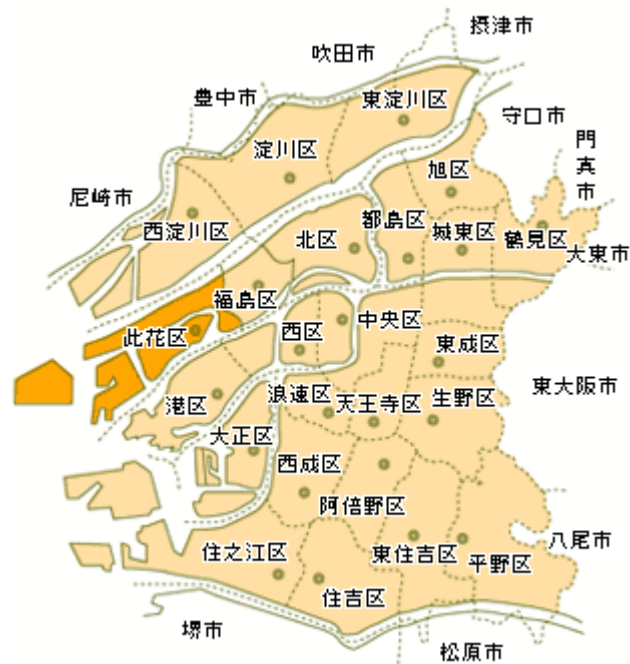 摂津市
吹田市
豊中市
東淀川区
守口市
淀川区
門真市
旭区
尼崎市
西淀川区
都島区
北区
城東区
鶴見区
大東市
福島区
此花区
西区
中央区
東成区
東大阪市
港区
浪速区
天王寺区
生野区
大正区
西成区
阿倍野区
住之江区
東住吉区
平野区
八尾市
住吉区
堺市
松原市